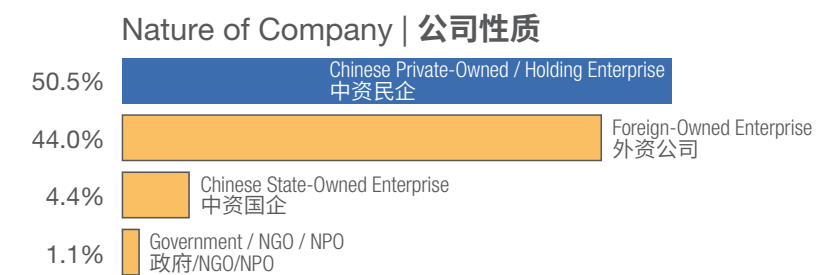 Nature of Company | 公司性质
50.5%
Chinese Private-Owned / Holding Enterprise
中资民企
44.0%
Foreign-Owned Enterprise
外资公司
4.4%
Chinese State-Owned Enterprise
中资国企
1.1%
Government / NGO / NPO
政府/NGO/NPO